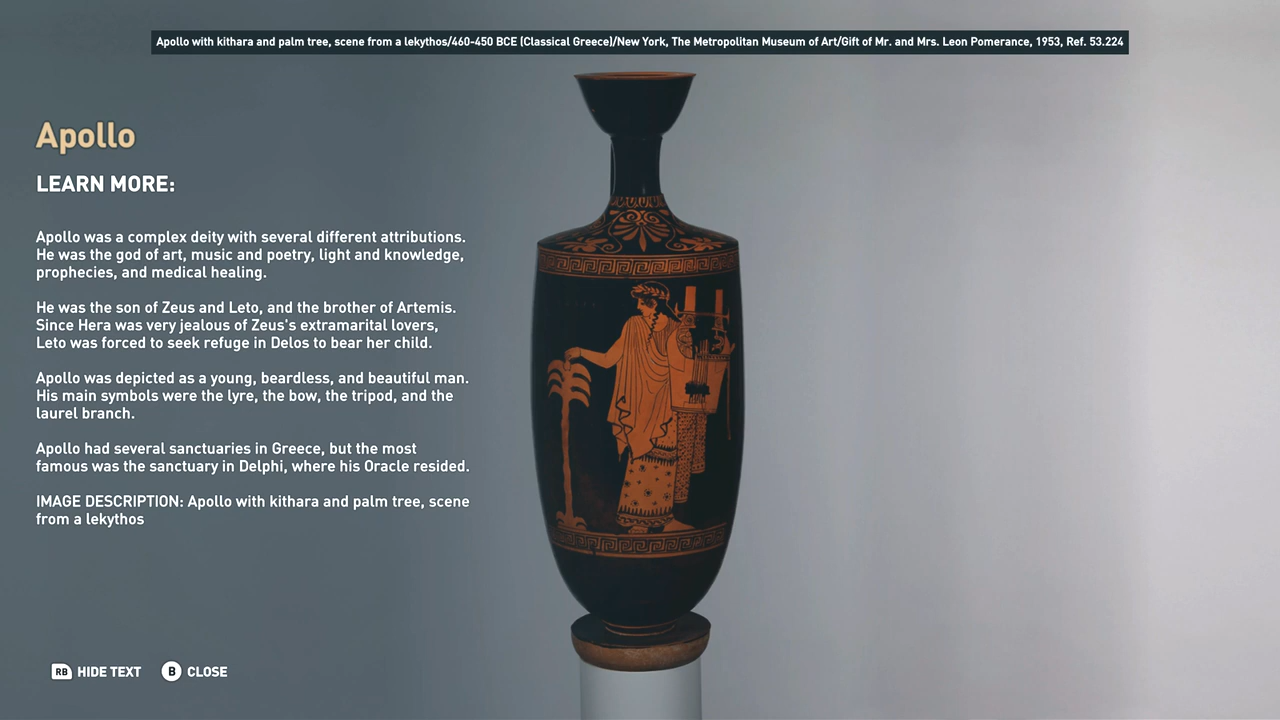 Apollo with kithara and palm tree, scene from a lekythos/460-450 BCE (Classical Greece)/New York, The Metropolitan Museum of Art/Gift of Mr. and Mrs. Leon Pomerance, 1953, Ref. 53.224
Apollo
LEARN MORE:
Apollo was a complex deity with several different attributions.
He was the god of art, music and poetry, light and knowledge,
prophecies, and medical healing.
He was the son of Zeus and Leto, and the brother of Artemis.
Since Hera was very jealous of Zeus's extramarital lovers,
Leto was forced to seek refuge in Delos to bear her child.
Apollo was depicted as a young, beardless, and beautiful man.
His main symbols were the lyre, the bow, the tripod, and the
laurel branch.
Apollo had several sanctuaries in Greece, but the most
famous was the sanctuary in Delphi, where his Oracle resided.
IMAGE DESCRIPTION: Apollo with kithara and palm tree, scene
from a lekythos
RB HIDE TEXT B CLOSE